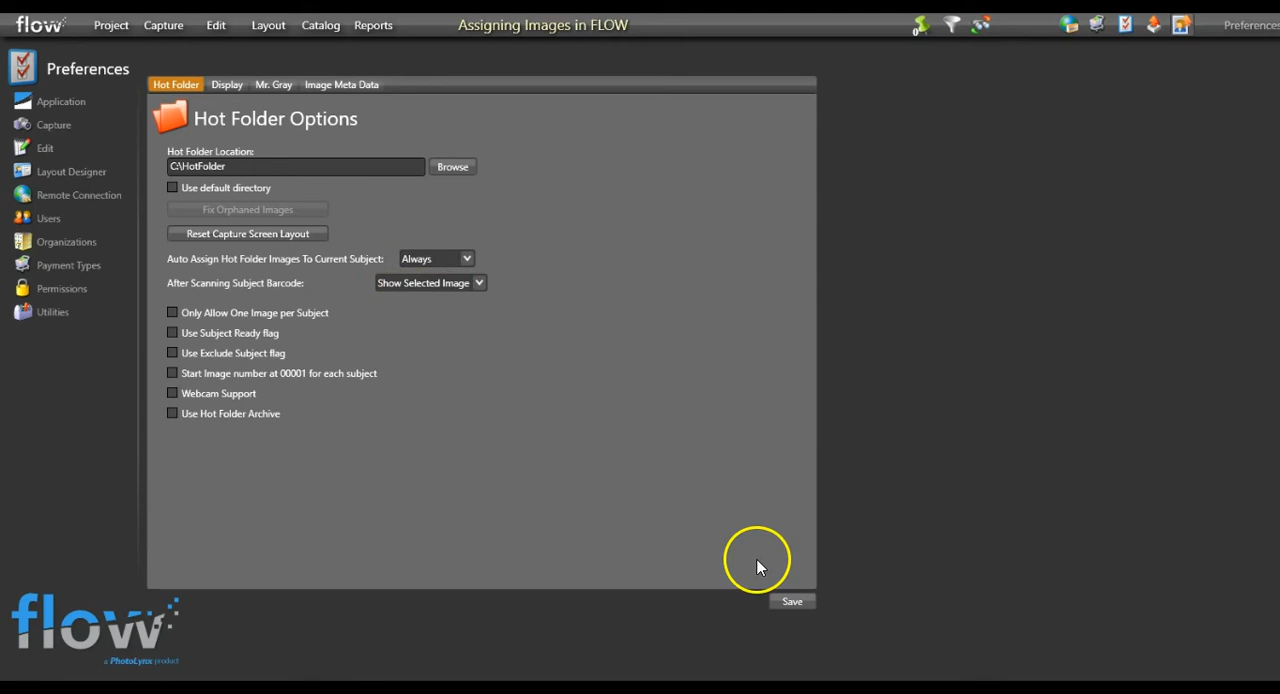 flow Project Capture Edit Layout Catalog Reports Assigning Images in FLOW 0 Preferences
Preferences
Application
Capture
Edit
Layout Designer
Remote Connection
Users
Organizations
Payment Types
Permissions
Utilities
Hot Folder Display Mr. Gray Image Meta Data
Hot Folder Options
Hot Folder Location:
C:\HotFolder Browse
Use default directory
Fix Orphaned Images
Reset Capture Screen Layout
Auto Assign Hot Folder Images To Current Subject: Always
After Scanning Subject Barcode: Show Selected Image
Only Allow One Image per Subject
Use Subject Ready flag
Use Exclude Subject flag
Start Image number at 00001 for each subject
Webcam Support
Use Hot Folder Archive
Save
flow
a PhotoLynx product